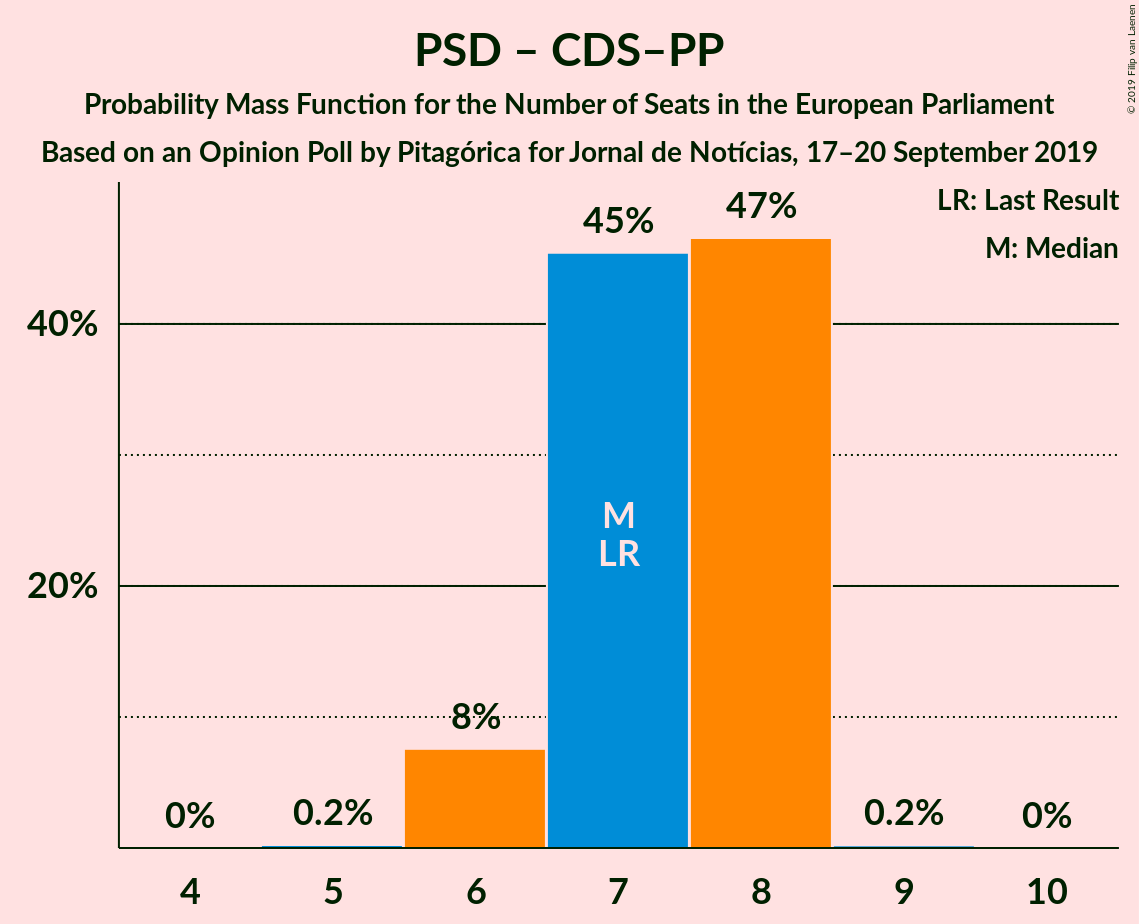 PSD – CDS–PP
Probability Mass Function for the Number of Seats in the European Parliament
Based on an Opinion Poll by Pitagórica for Jornal de Notícias, 17–20 September 2019
© 2019 Filip van Laenen
LR: Last Result
M: Median
45%
47%
40%
M
LR
20%
8%
0%
0.2%
0.2%
0%
4 5 6 7 8 9 10